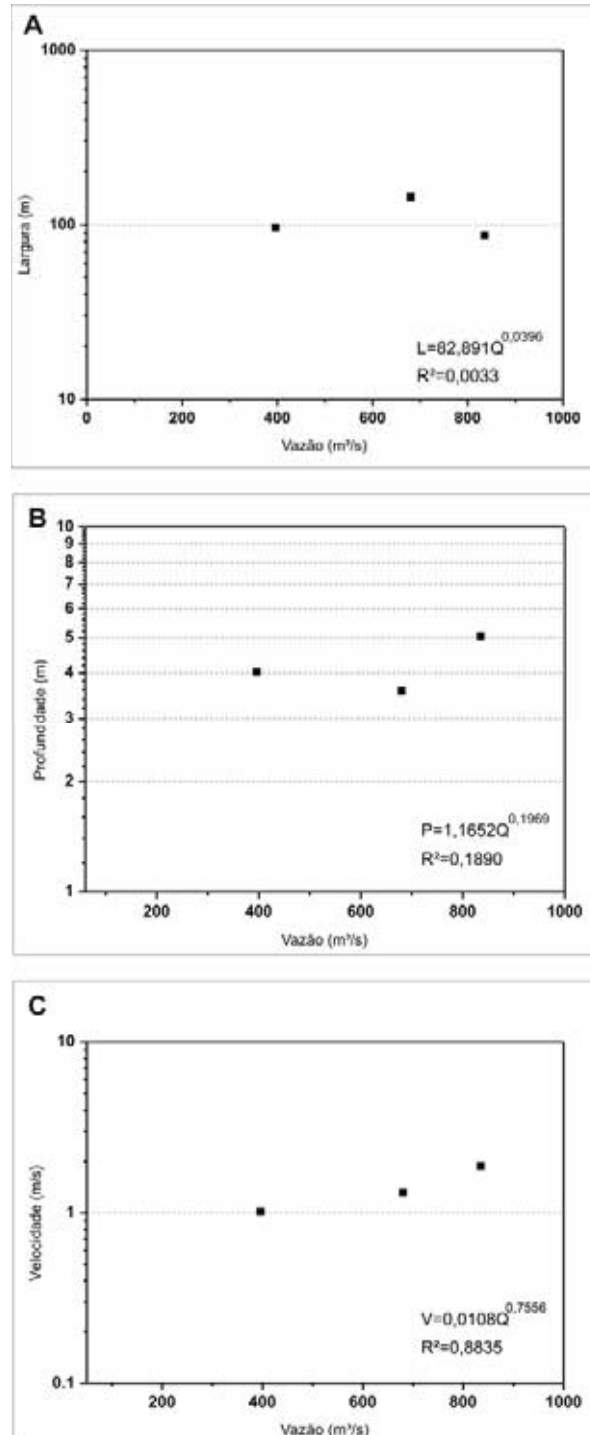 A
1000
100
10
Largura (m)
L=82,891Q^0,0396
R²=0,0033
0 200 400 600 800 1000
Vazão (m³/s)
B
10
9
8
7
6
5
4
3
2
1
Profunddade (m)
P=1,1652Q^0,1969
R²=0,1890
200 400 600 800 1000
Vazão (m³/s)
C
10
1
0.1
Velocidade (m/s)
V=0,0108Q^0,7556
R²=0,8835
200 400 600 800 1000
Vazão (m³/s)